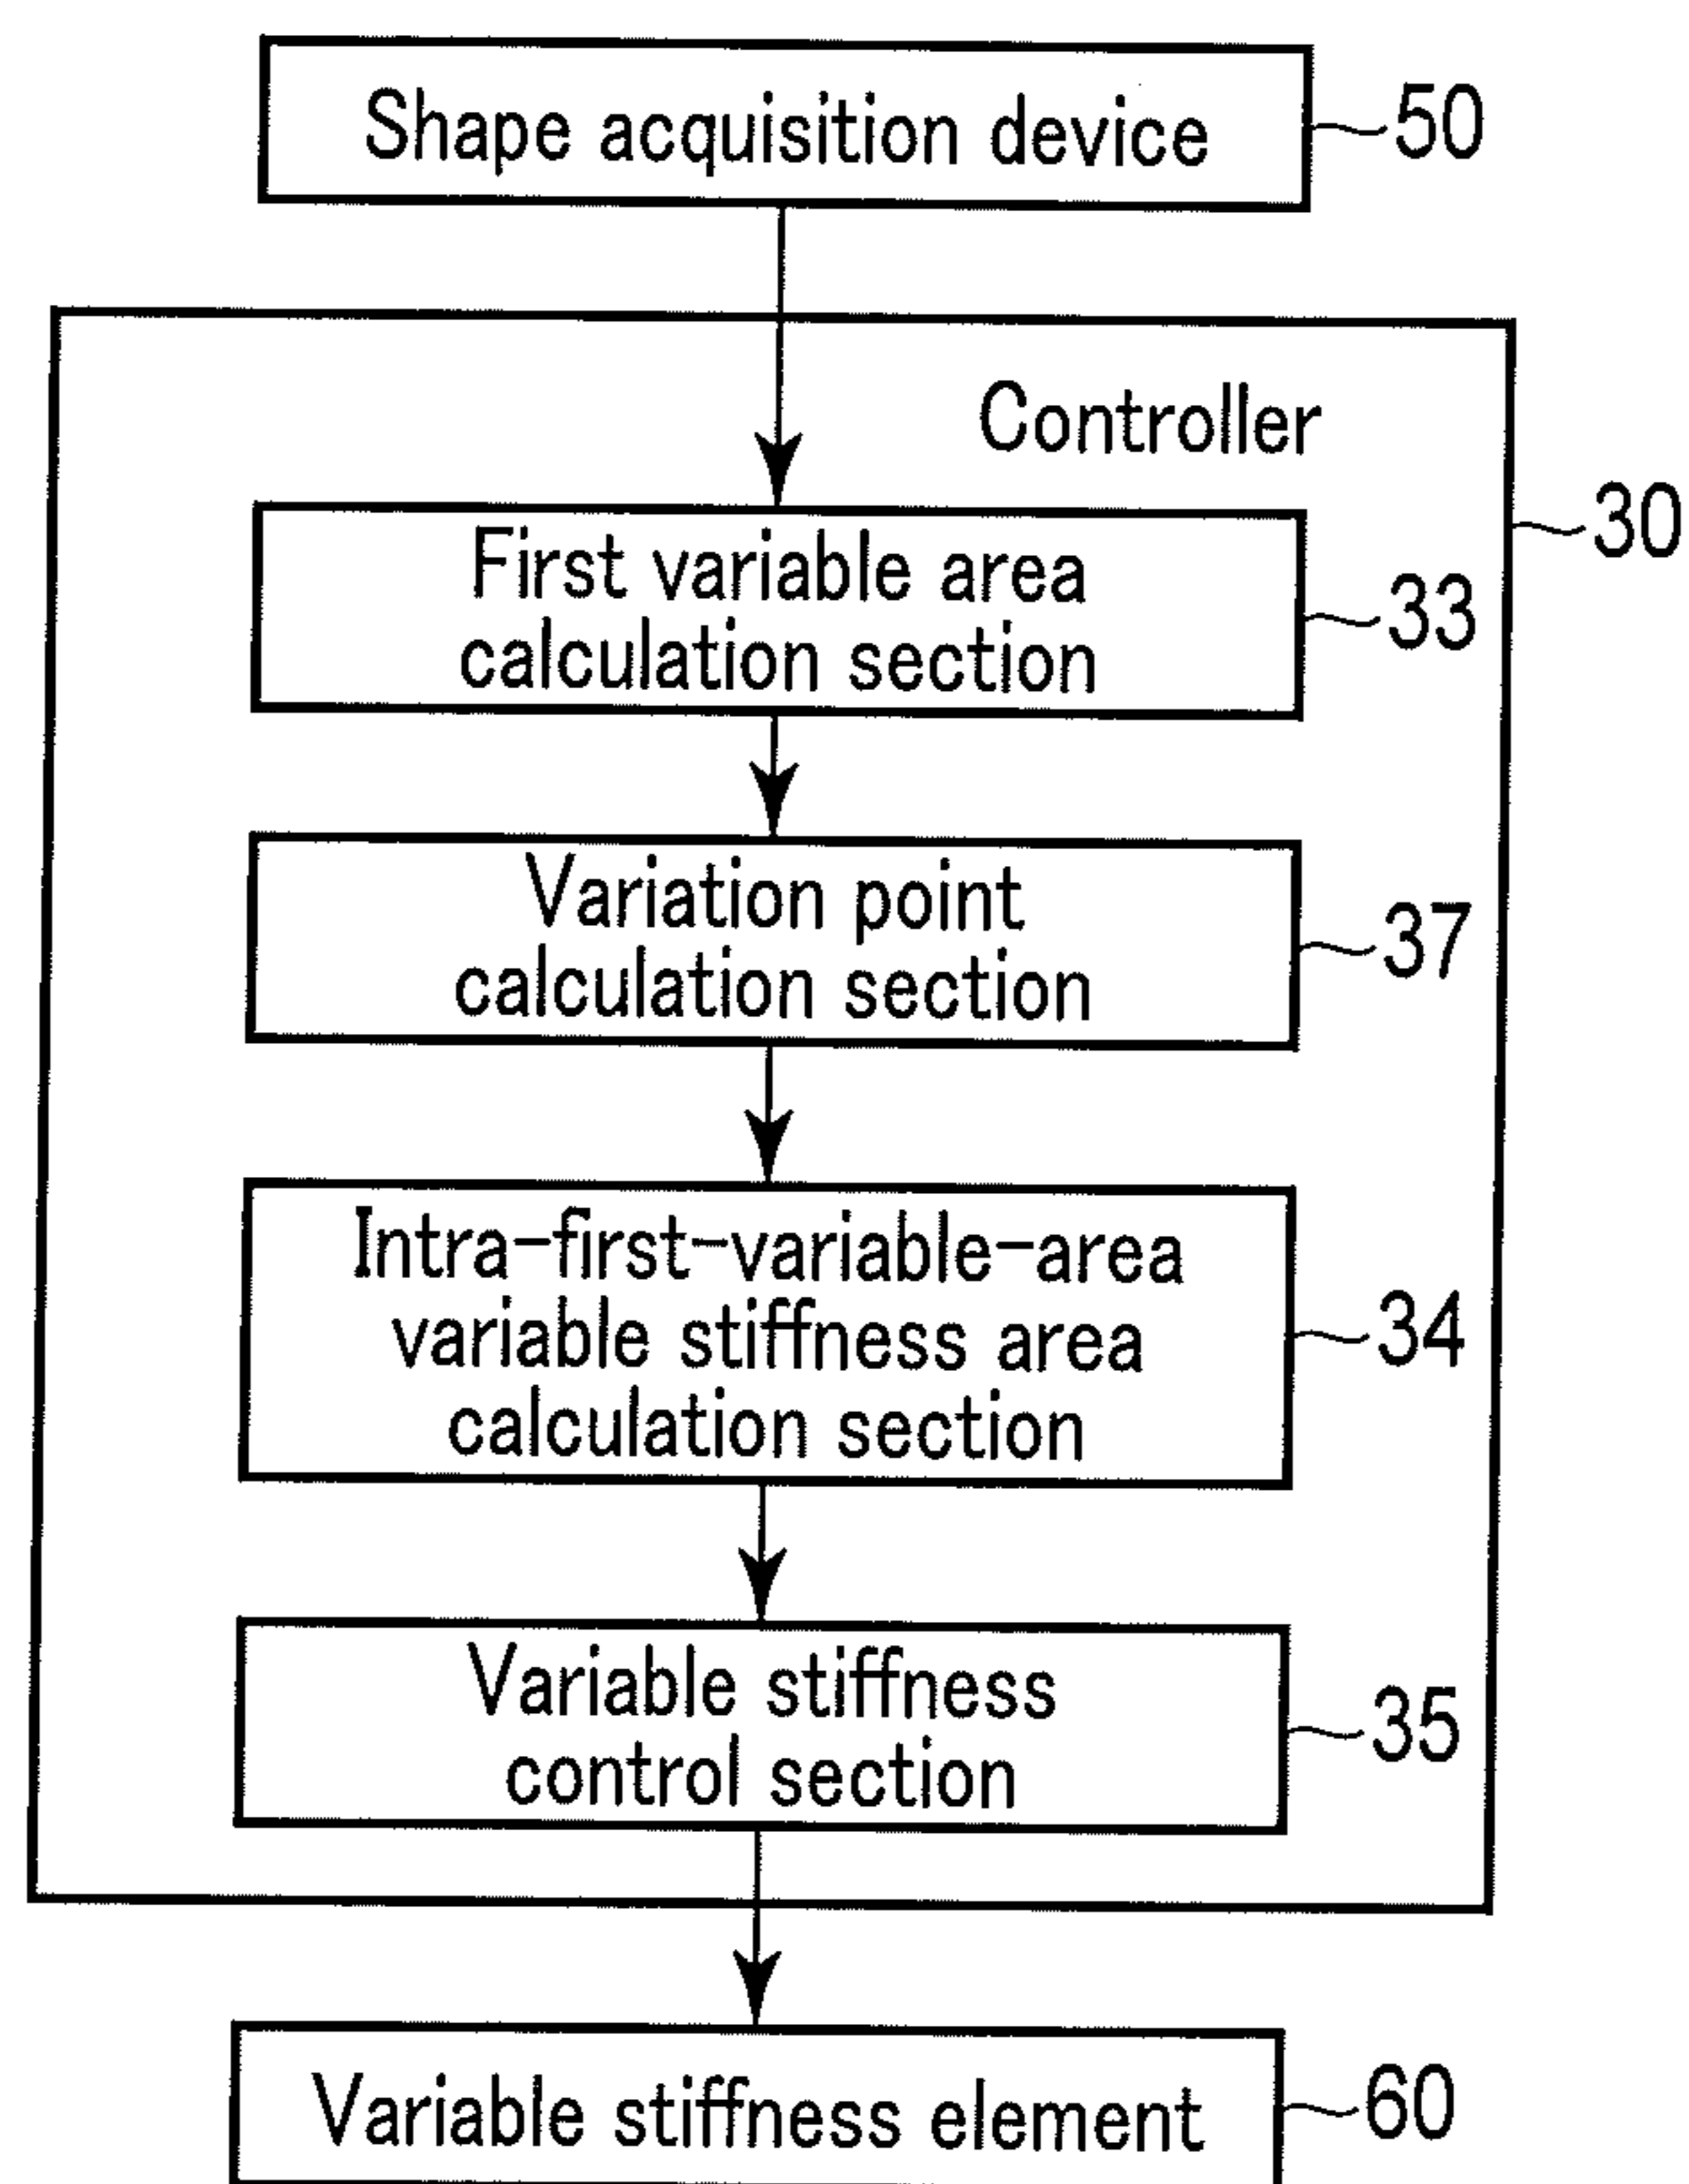 Shape acquisition device 50
Controller
30
First variable area
calculation section
33
Variation point
calculation section
37
Intra-first-variable-area
variable stiffness area
calculation section
34
Variable stiffness
control section
35
Variable stiffness element 60